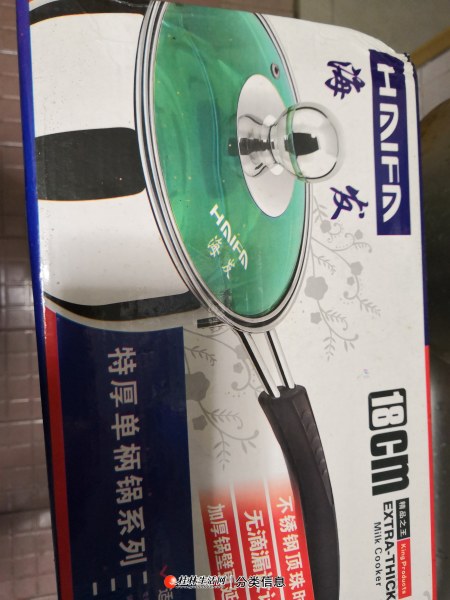 HAIFA
海发
HAIFA
海发
18CM
精品之王
King Products
EXTRA-THICK
Milk Cooker
特厚单柄锅系列
不锈钢顶珠
无滴漏
加厚锅壁
桂林生活网
分类信息